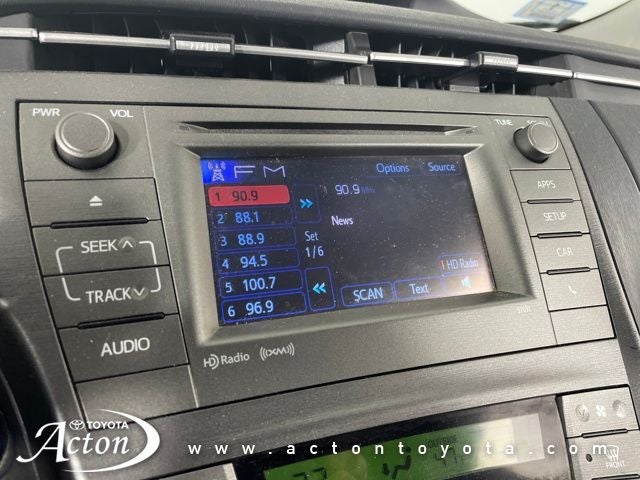 PWR VOL
TUNE
FM Options Source
1 90.9 90.9 MHz
2 88.1
News
3 88.9
Set
4 94.5
1/6
HD Radio
5 100.7
SCAN Text
6 96.9
SEEK
TRACK
AUDIO
APPS
SETUP
CAR
HD Radio ((XM))
TOYOTA
Acton
www.actontoyota.com
FRONT